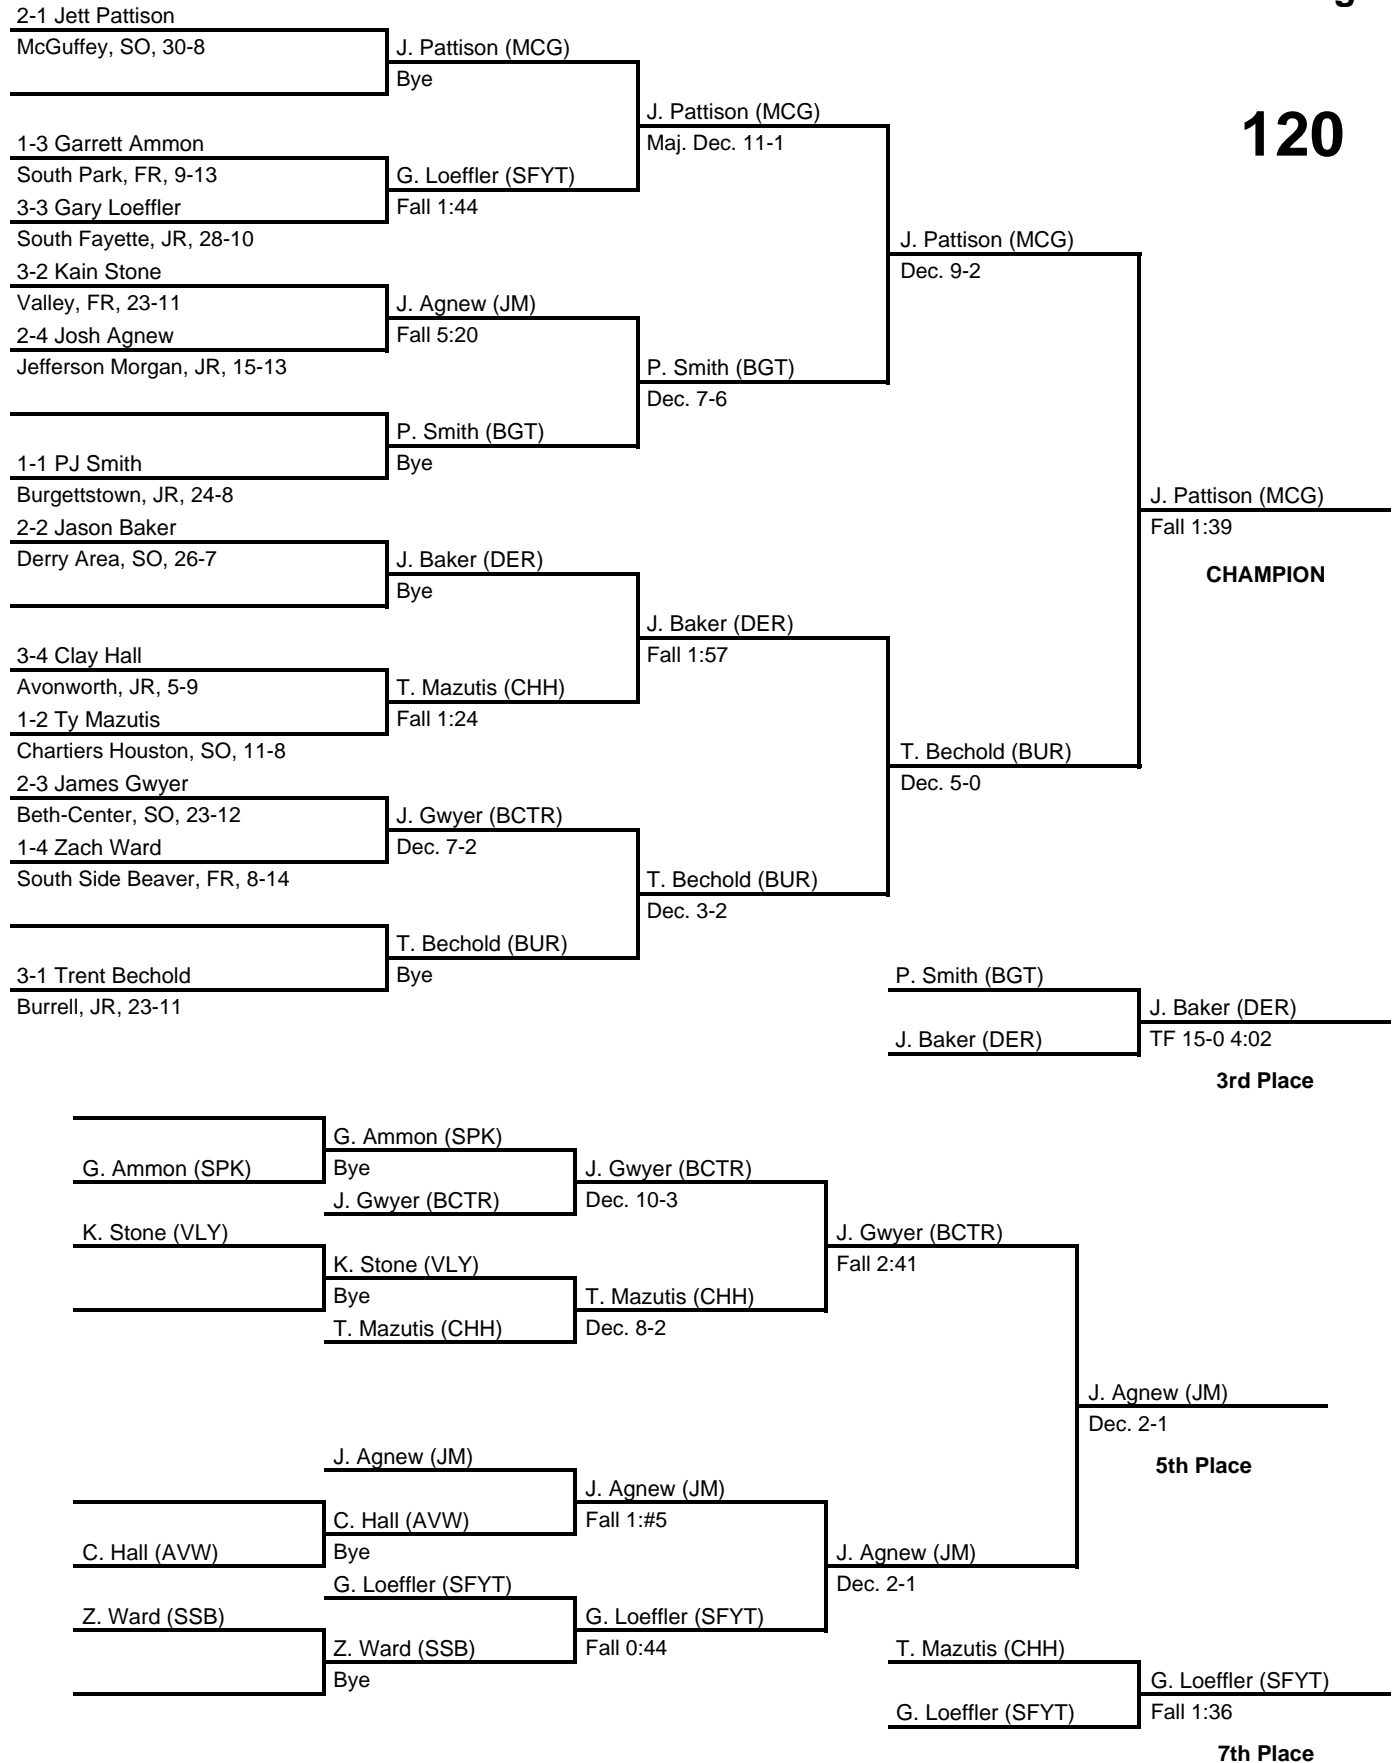 2-1 Jett Pattison
McGuffey, SO, 30-8
J. Pattison (MCG)
Bye
J. Pattison (MCG)
Maj. Dec. 11-1
120
1-3 Garrett Ammon
South Park, FR, 9-13
G. Loeffler (SFYT)
3-3 Gary Loeffler
Fall 1:44
South Fayette, JR, 28-10
J. Pattison (MCG)
3-2 Kain Stone
Dec. 9-2
Valley, FR, 23-11
J. Agnew (JM)
2-4 Josh Agnew
Fall 5:20
Jefferson Morgan, JR, 15-13
P. Smith (BGT)
Dec. 7-6
P. Smith (BGT)
1-1 PJ Smith
Bye
Burgettstown, JR, 24-8
J. Pattison (MCG)
2-2 Jason Baker
Fall 1:39
Derry Area, SO, 26-7
J. Baker (DER)
CHAMPION
Bye
J. Baker (DER)
3-4 Clay Hall
Fall 1:57
Avonworth, JR, 5-9
T. Mazutis (CHH)
1-2 Ty Mazutis
Fall 1:24
Chartiers Houston, SO, 11-8
T. Bechold (BUR)
2-3 James Gwyer
Dec. 5-0
Beth-Center, SO, 23-12
J. Gwyer (BCTR)
1-4 Zach Ward
Dec. 7-2
South Side Beaver, FR, 8-14
T. Bechold (BUR)
Dec. 3-2
T. Bechold (BUR)
3-1 Trent Bechold
Bye
P. Smith (BGT)
Burrell, JR, 23-11
J. Baker (DER)
J. Baker (DER)
TF 15-0 4:02
3rd Place
G. Ammon (SPK)
G. Ammon (SPK)
Bye
J. Gwyer (BCTR)
J. Gwyer (BCTR)
Dec. 10-3
K. Stone (VLY)
J. Gwyer (BCTR)
K. Stone (VLY)
Fall 2:41
Bye
T. Mazutis (CHH)
T. Mazutis (CHH)
Dec. 8-2
J. Agnew (JM)
Dec. 2-1
J. Agnew (JM)
5th Place
J. Agnew (JM)
C. Hall (AVW)
Fall 1:#5
C. Hall (AVW)
Bye
J. Agnew (JM)
G. Loeffler (SFYT)
Dec. 2-1
Z. Ward (SSB)
G. Loeffler (SFYT)
Z. Ward (SSB)
Fall 0:44
T. Mazutis (CHH)
Bye
G. Loeffler (SFYT)
G. Loeffler (SFYT)
Fall 1:36
7th Place